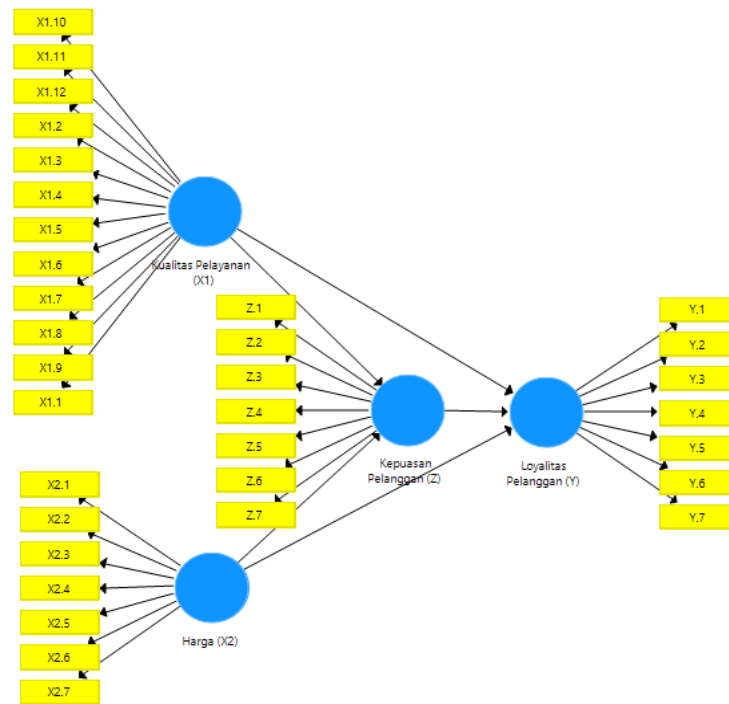 X1.10
X1.11
X1.12
X1.2
X1.3
X1.4
X1.5
X1.6
X1.7
X1.8
X1.9
X1.1
Kualitas Pelayanan
(X1)
Z.1
Z.2
Z.3
Z.4
Z.5
Z.6
Z.7
Kepuasan
Pelanggan (Z)
Loyalitas
Pelanggan (Y)
Y.1
Y.2
Y.3
Y.4
Y.5
Y.6
Y.7
X2.1
X2.2
X2.3
X2.4
X2.5
X2.6
X2.7
Harga (X2)